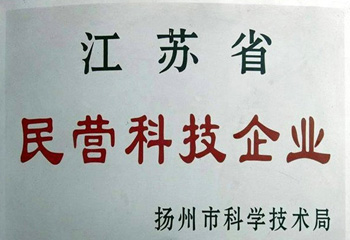 江苏省
民营科技企业
扬州市科学技术局